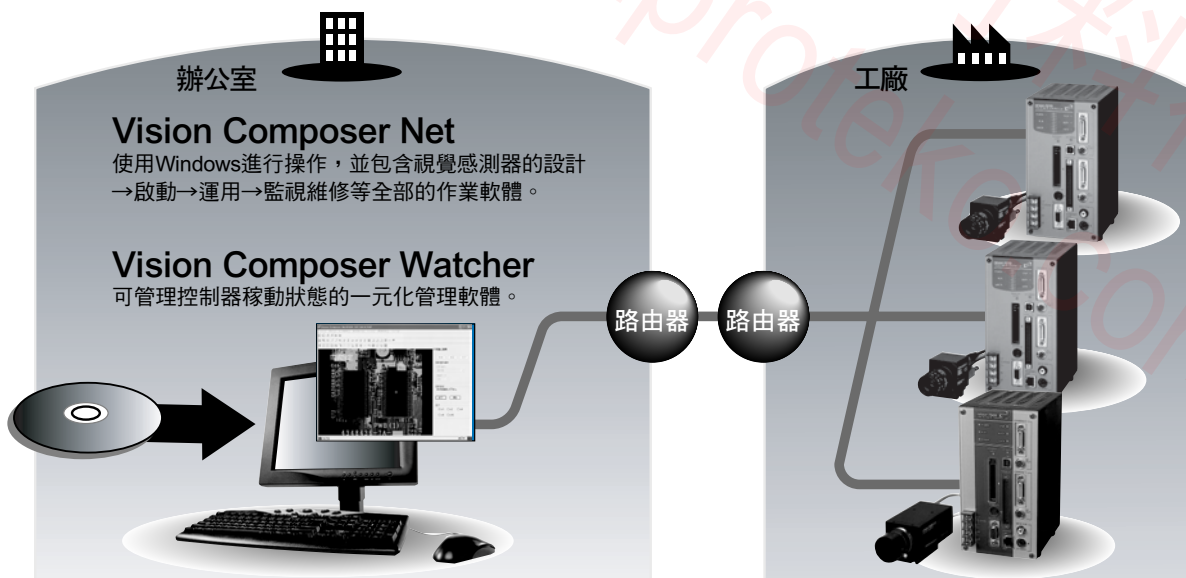 辦公室
Vision Composer Net
使用Windows進行操作，並包含視覺感測器的設計
→啟動→運用→監視維修等全部的作業軟體。
Vision Composer Watcher
可管理控制器稼動狀態的一元化管理軟體。
路由器
路由器
工廠